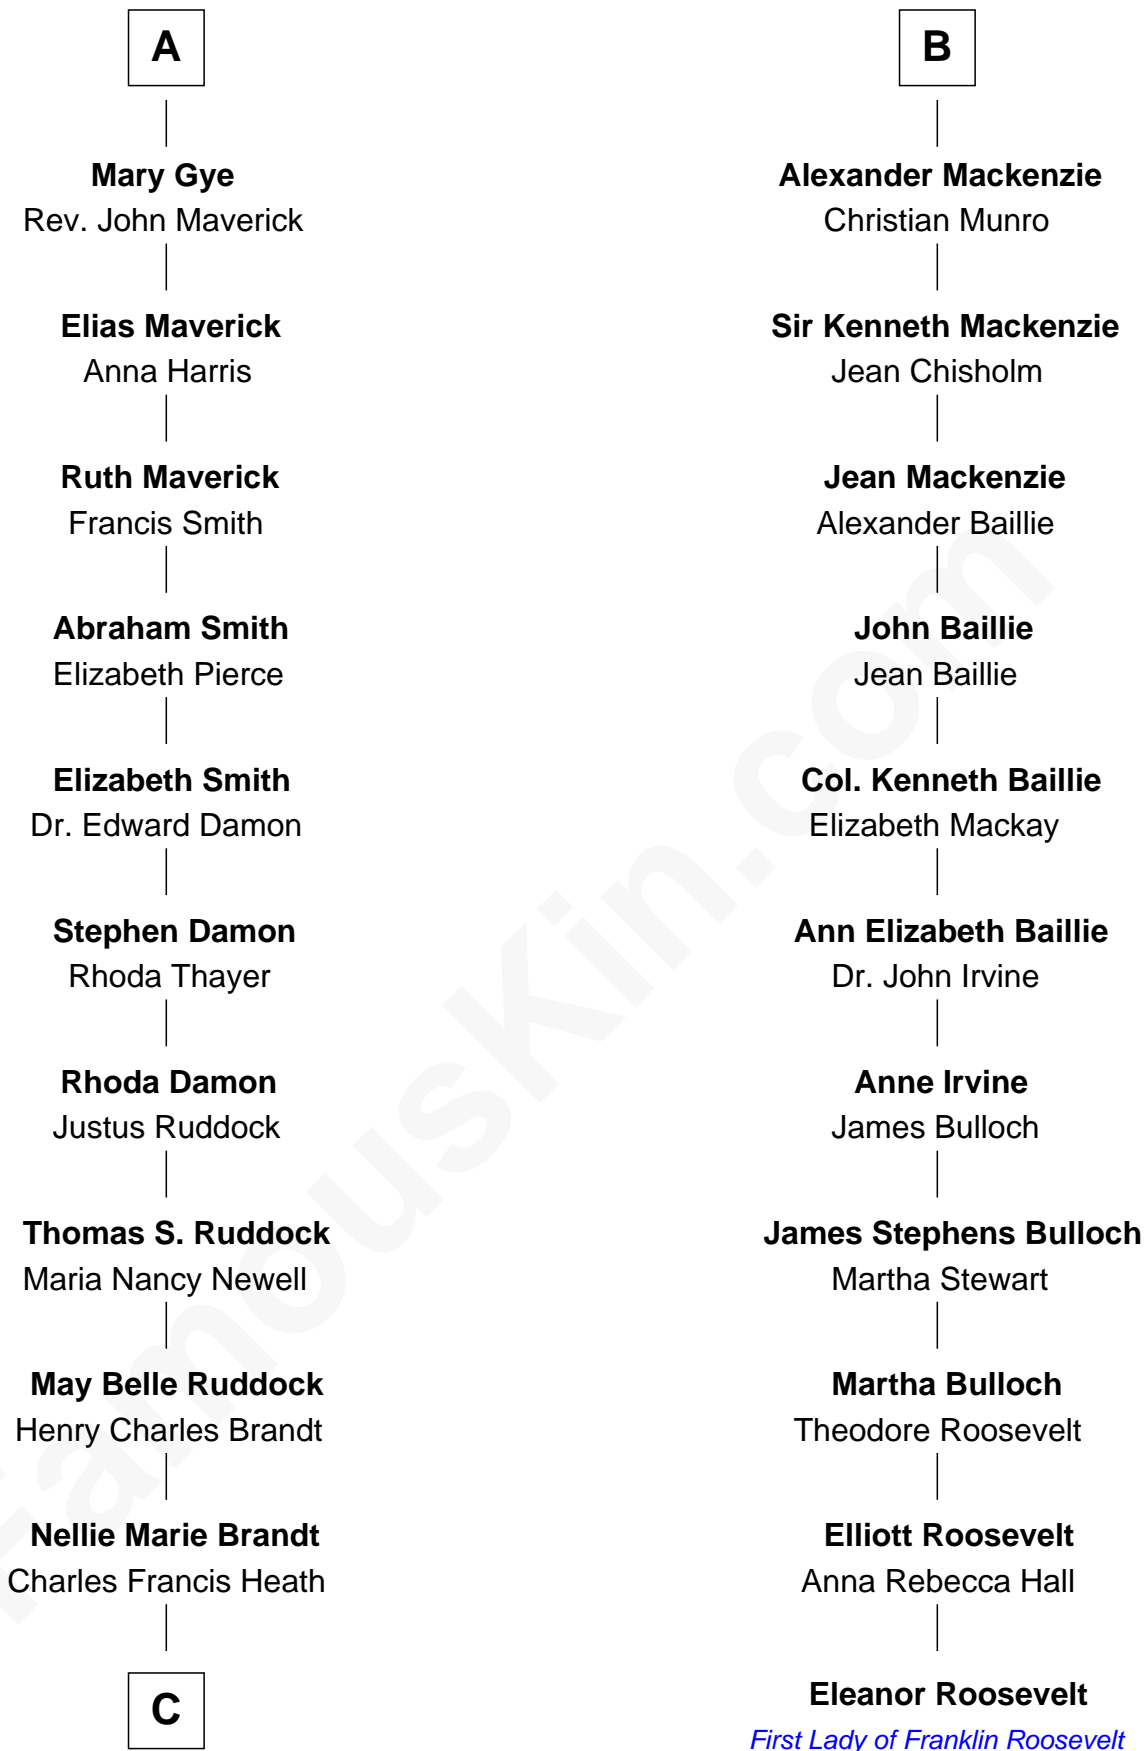 A
Mary Gye
Rev. John Maverick
Elias Maverick
Anna Harris
Ruth Maverick
Francis Smith
Abraham Smith
Elizabeth Pierce
Elizabeth Smith
Dr. Edward Damon
Stephen Damon
Rhoda Thayer
Rhoda Damon
Justus Ruddock
Thomas S. Ruddock
Maria Nancy Newell
May Belle Ruddock
Henry Charles Brandt
Nellie Marie Brandt
Charles Francis Heath
C
B
Alexander Mackenzie
Christian Munro
Sir Kenneth Mackenzie
Jean Chisholm
Jean Mackenzie
Alexander Baillie
John Baillie
Jean Baillie
Col. Kenneth Baillie
Elizabeth Mackay
Ann Elizabeth Baillie
Dr. John Irvine
Anne Irvine
James Bulloch
James Stephens Bulloch
Martha Stewart
Martha Bulloch
Theodore Roosevelt
Elliott Roosevelt
Anna Rebecca Hall
Eleanor Roosevelt
First Lady of Franklin Roosevelt
FamousKin.com